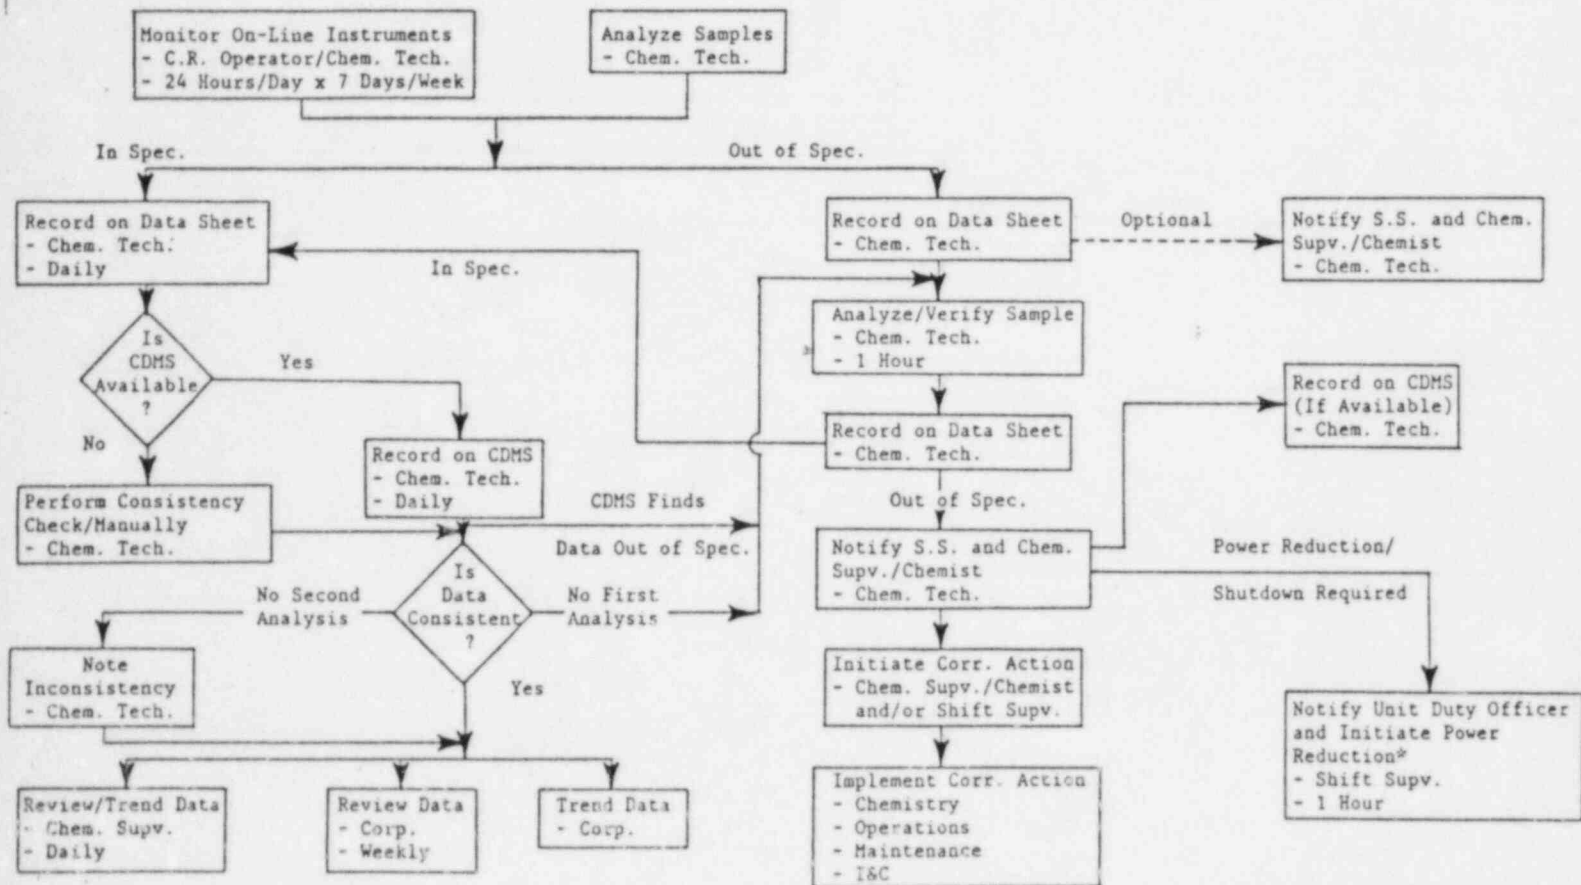 Monitor On-Line Instruments
- C.R. Operator/Chem. Tech.
- 24 Hours/Day x 7 Days/Week
Analyze Samples
- Chem. Tech.
In Spec.
Out of Spec.
Record on Data Sheet
- Chem. Tech.
- Daily
Record on Data Sheet
- Chem. Tech.
Optional
Notify S.S. and Chem.
Supv./Chemist
- Chem. Tech.
In Spec.
Analyze/Verify Sample
- Chem. Tech.
- 1 Hour
Is
CDMS
Available
?
Yes
No
Record on CDMS
(If Available)
- Chem. Tech.
Record on Data Sheet
- Chem. Tech.
Record on CDMS
- Chem. Tech.
- Daily
Perform Consistency
Check/Manually
- Chem. Tech.
CDMS Finds
Data Out of Spec.
Out of Spec.
Notify S.S. and Chem.
Supv./Chemist
- Chem. Tech.
Power Reduction/
Shutdown Required
Is
Data
Consistent
?
No Second
Analysis
No First
Analysis
Yes
Note
Inconsistency
- Chem. Tech.
Initiate Corr. Action
- Chem. Supv./Chemist
and/or Shift Supv.
Notify Unit Duty Officer
and Initiate Power
Reduction*
- Shift Supv.
- 1 Hour
Review/Trend Data
- Chem. Supv.
- Daily
Review Data
- Corp.
- Weekly
Trend Data
- Corp.
Implement Corr. Action
- Chemistry
- Operations
- Maintenance
- I&C